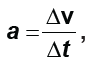 a = Δv/Δt ,